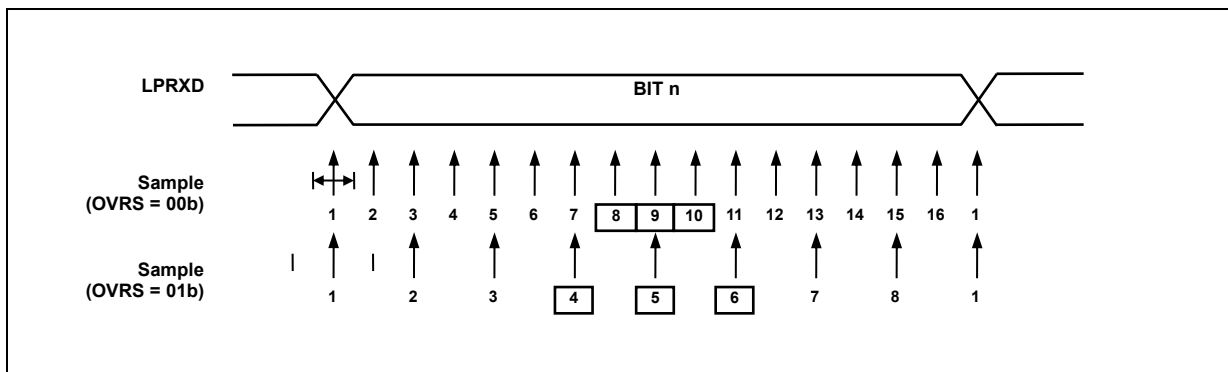 LPRXD
BIT n
Sample
(OVRS = 00b)
1 2 3 4 5 6 7 8 9 10 11 12 13 14 15 16 1
Sample
(OVRS = 01b)
1 2 3 4 5 6 7 8 1